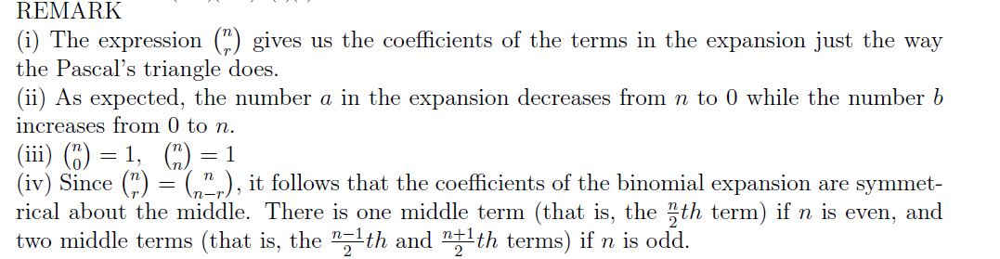 REMARK
(i) The expression $\binom{n}{r}$ gives us the coefficients of the terms in the expansion just the way
the Pascal's triangle does.
(ii) As expected, the number $a$ in the expansion decreases from $n$ to 0 while the number $b$
increases from 0 to $n$.
(iii) $\binom{n}{0} = 1, \ \binom{n}{n} = 1$
(iv) Since $\binom{n}{r} = \binom{n}{n-r}$, it follows that the coefficients of the binomial expansion are symmet-
rical about the middle. There is one middle term (that is, the $\frac{n}{2}th$ term) if $n$ is even, and
two middle terms (that is, the $\frac{n-1}{2}th$ and $\frac{n+1}{2}th$ terms) if $n$ is odd.